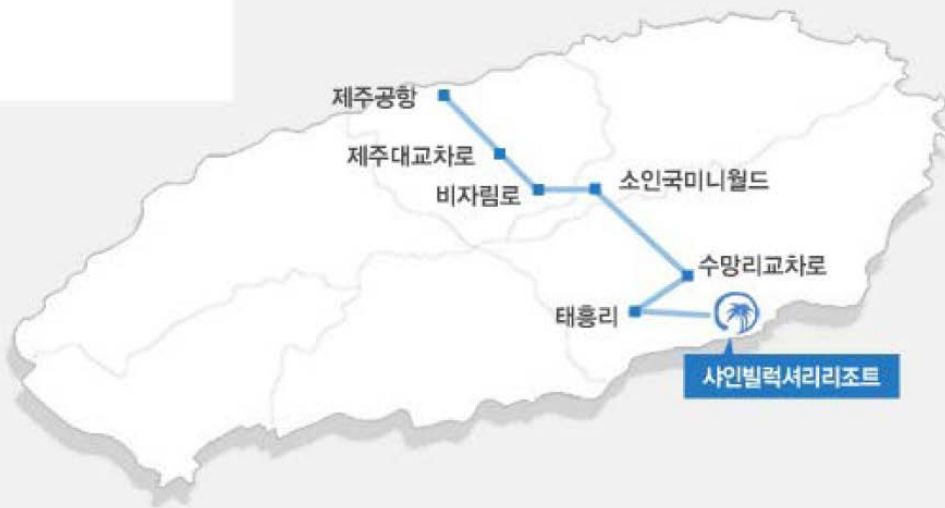 제주공항
제주대교차로
비자림로
소인국미니월드
수망리교차로
태흥리
샤인빌럭셔리리조트